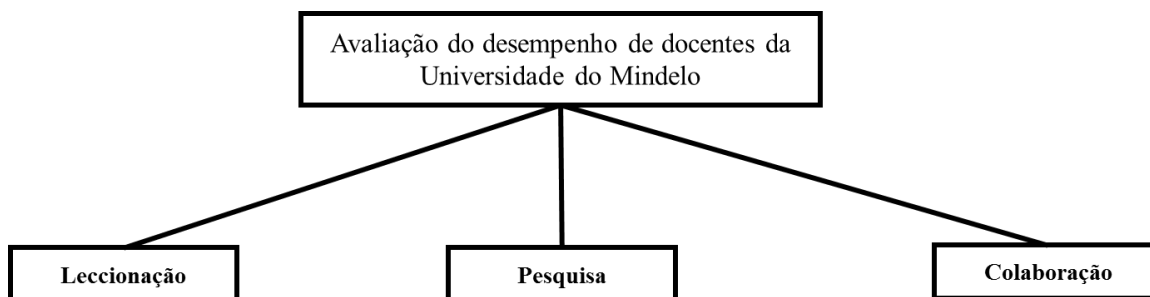 Avaliação do desempenho de docentes da
Universidade do Mindelo
Leccionação
Pesquisa
Colaboração